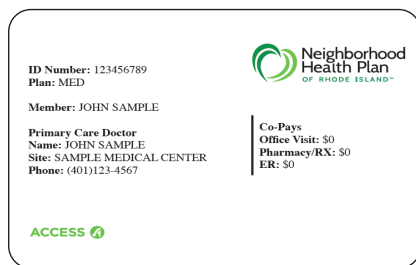 Neighborhood
Health Plan
OF RHODE ISLAND™
ID Number: 123456789
Plan: MED
Member: JOHN SAMPLE
Primary Care Doctor
Name: JOHN SAMPLE
Site: SAMPLE MEDICAL CENTER
Phone: (401)123-4567
Co-Pays
Office Visit: $0
Pharmacy/RX: $0
ER: $0
ACCESS